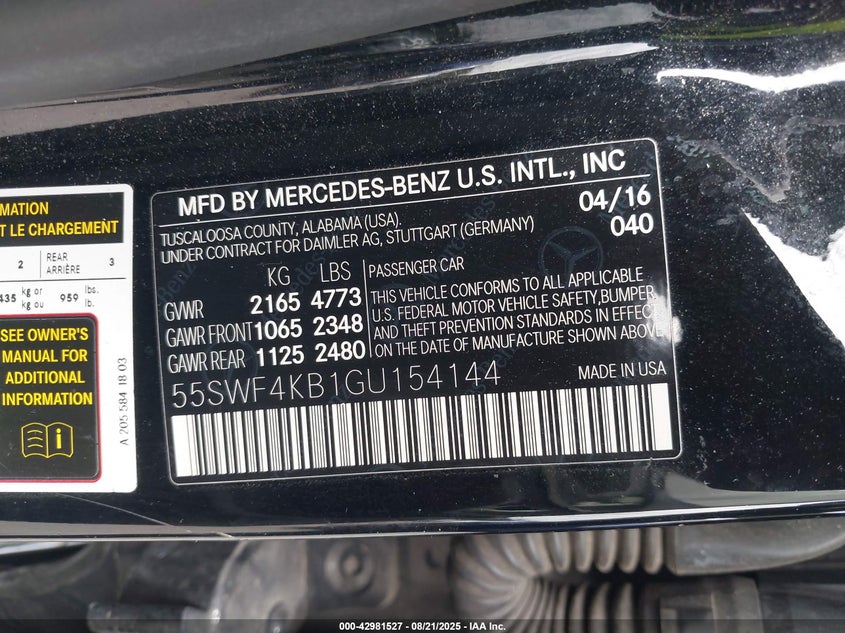 MFD BY MERCEDES-BENZ U.S. INTL., INC
TUSCALOOSA COUNTY, ALABAMA (USA)
04/16
UNDER CONTRACT FOR DAIMLER AG, STUTTGART (GERMANY)
040
KG LBS
PASSENGER CAR
GVWR 2165 4773
GAWR FRONT 1065 2348
GAWR REAR 1125 2480
THIS VEHICLE CONFORMS TO ALL APPLICABLE
U.S. FEDERAL MOTOR VEHICLE SAFETY,BUMPER,
AND THEFT PREVENTION STANDARDS IN EFFECT
ON THE DATE OF MANUFACTURE SHOWN ABOVE.
55SWF4KB1GU154144
MADE IN USA
T LE CHARGEMENT
2
REAR
ARRIÈRE
3
435
kg or
kg ou
959
lbs.
lb.
SEE OWNER'S
MANUAL FOR
ADDITIONAL
INFORMATION
A 205 584 18 03
000-42981527 - 08/21/2025 - IAA Inc.